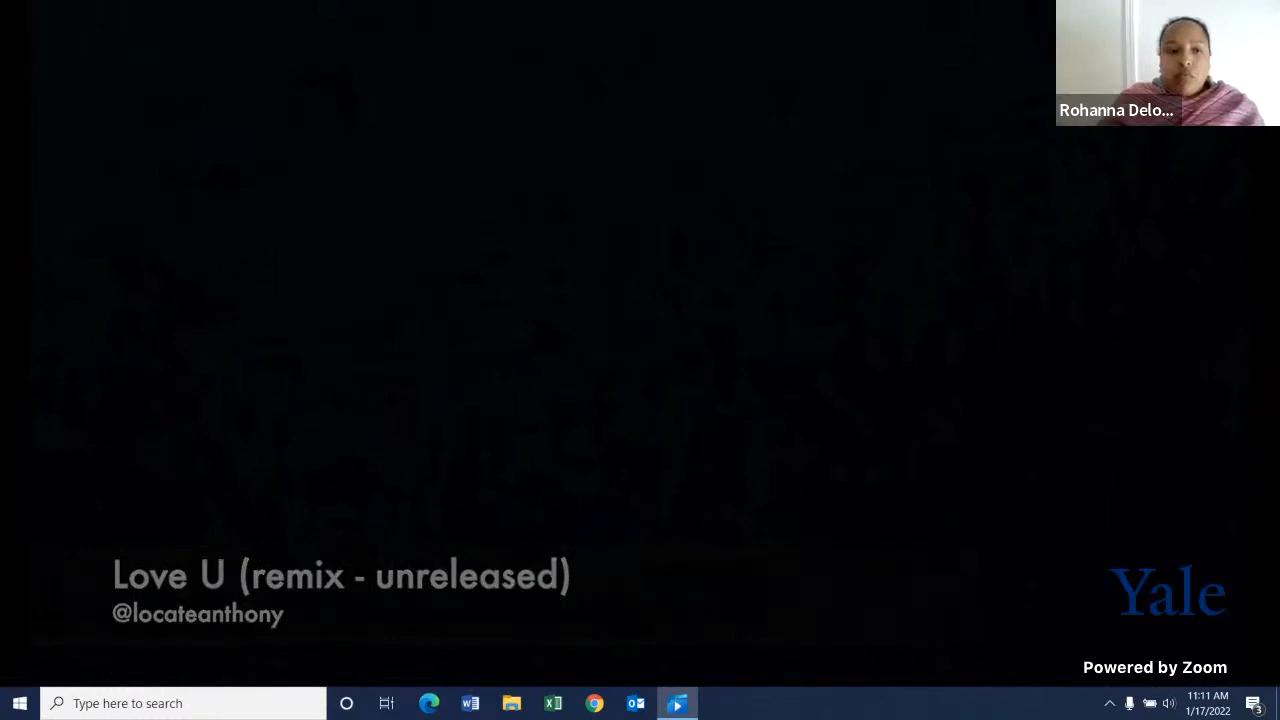 Rohanna Delo...
Love U (remix - unreleased)
@locateanthony
Yale
Powered by Zoom
Type here to search
11:11 AM
1/17/2022
3